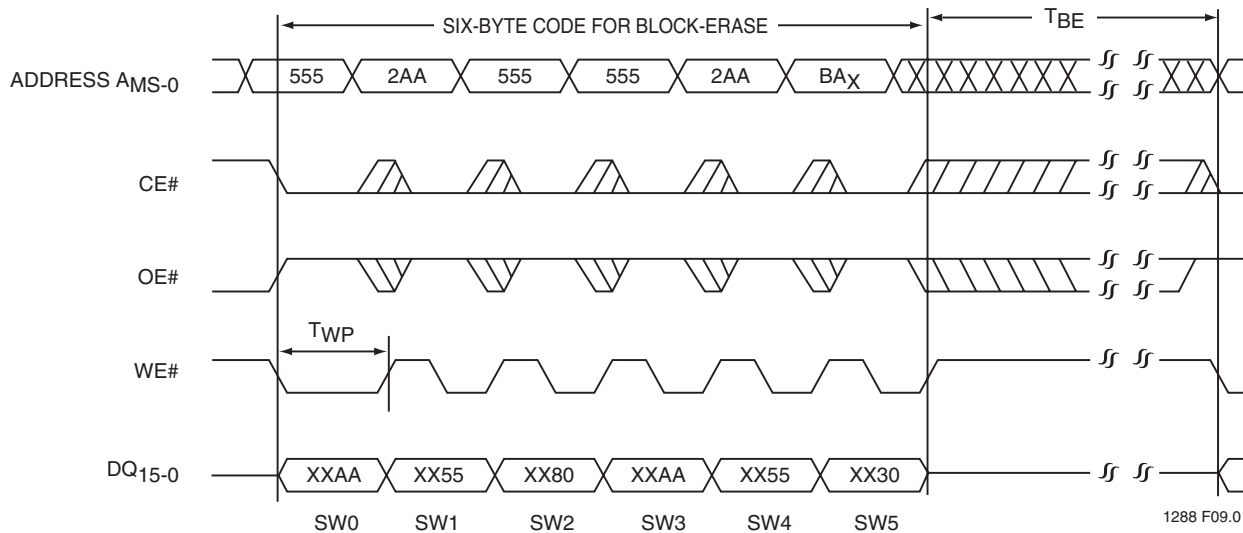 SIX-BYTE CODE FOR BLOCK-ERASE
TBE
ADDRESS AMS-0
555 2AA 555 555 2AA BAX
CE#
OE#
TWP
WE#
DQ15-0
XXAA XX55 XX80 XXAA XX55 XX30
SW0 SW1 SW2 SW3 SW4 SW5
1288 F09.0